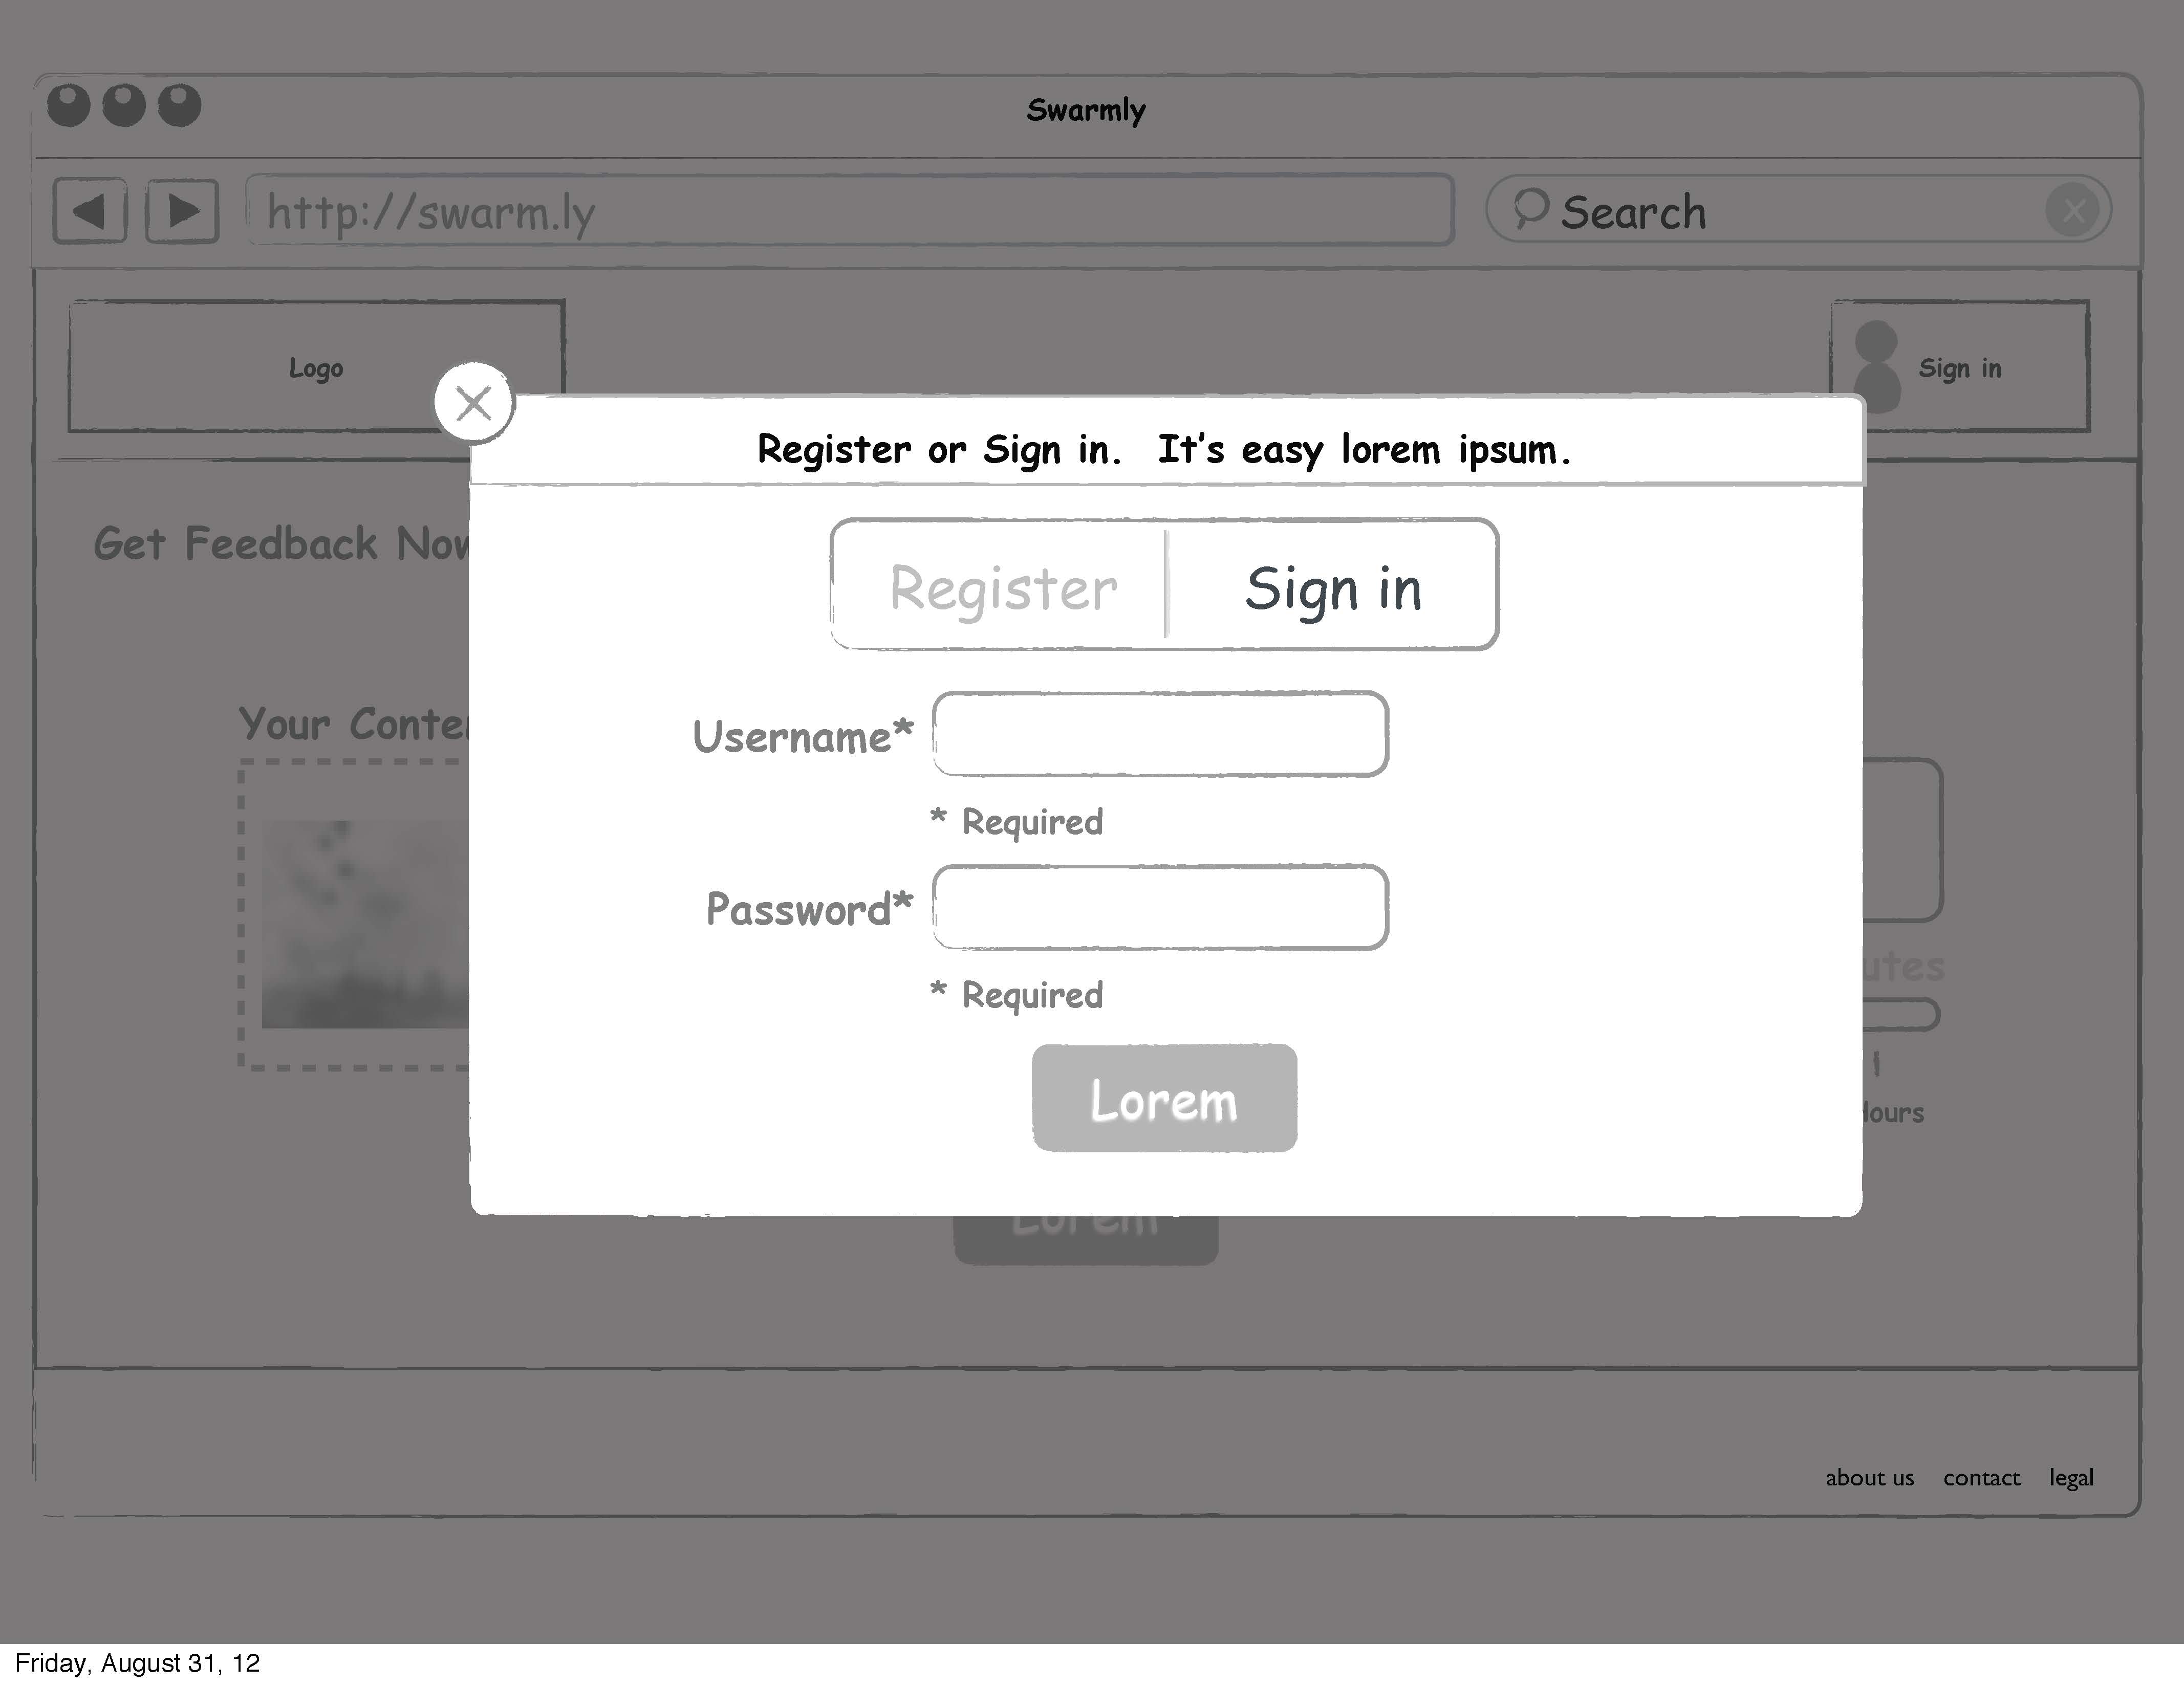 Swarmly
http://swarm.ly
Search
X
Logo
Sign in
Register or Sign in. It's easy lorem ipsum.
Get Feedback Now
Register
Sign in
Your Conte
Username*
* Required
Password*
utes
* Required
1
Lorem
ours
Lorem
about us contact legal
Friday, August 31, 12